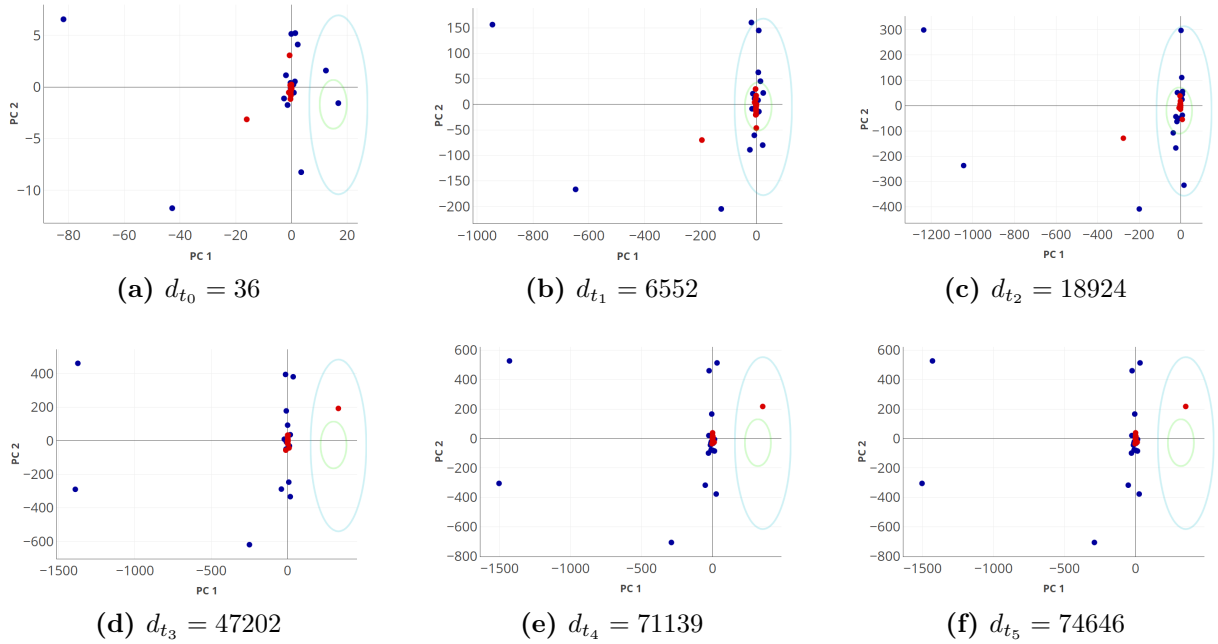 5
0
−5
−10
−80 −60 −40 −20 0 20
PC 2
PC 1
(a) d_{t_0} = 36
150
100
50
0
−50
−100
−150
−200
−1000 −800 −600 −400 −200 0
PC 2
PC 1
(b) d_{t_1} = 6552
300
200
100
0
−100
−200
−300
−400
−1200 −1000 −800 −600 −400 −200 0
PC 2
PC 1
(c) d_{t_2} = 18924
400
200
0
−200
−400
−600
−1500 −1000 −500 0
PC 2
PC 1
(d) d_{t_3} = 47202
600
400
200
0
−200
−400
−600
−800
−1500 −1000 −500 0
PC 2
PC 1
(e) d_{t_4} = 71139
600
400
200
0
−200
−400
−600
−800
−1500 −1000 −500 0
PC 2
PC 1
(f) d_{t_5} = 74646